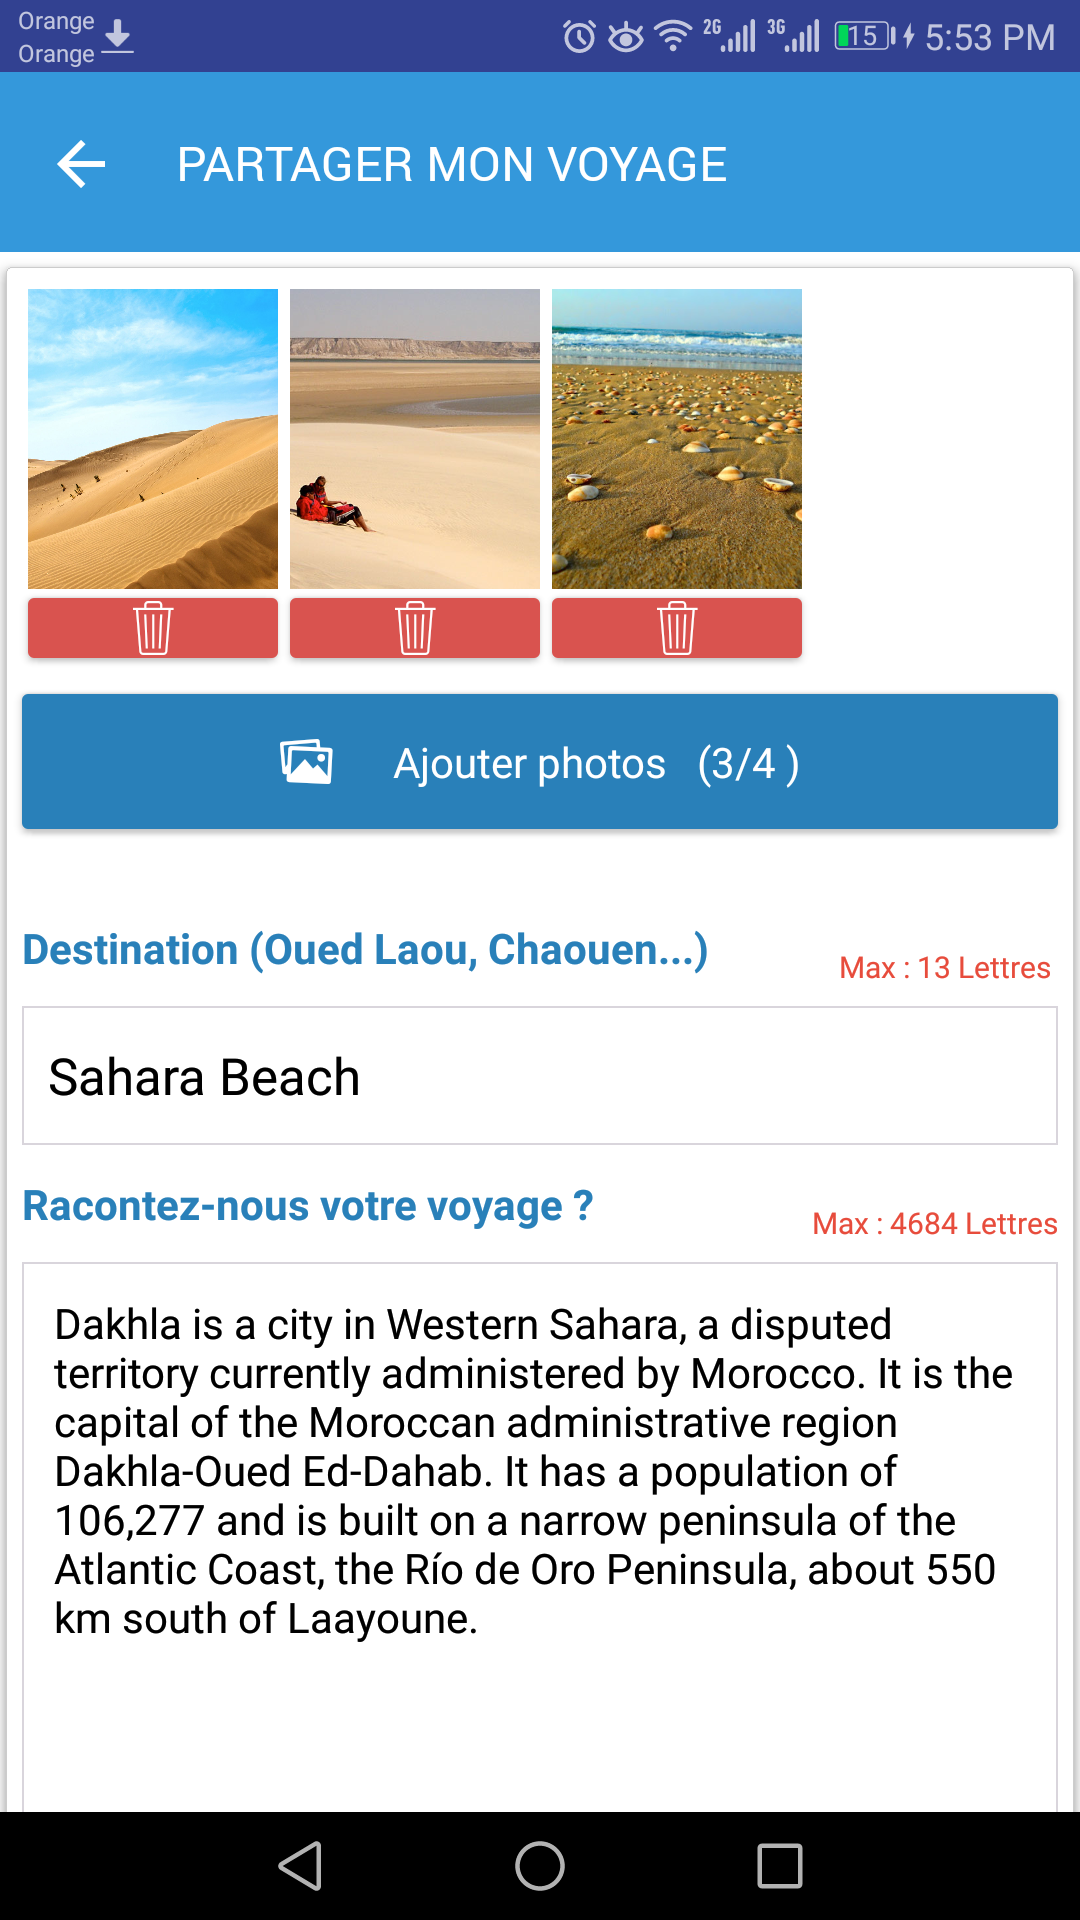 Orange
Orange
2G 3G 15 5:53 PM
PARTAGER MON VOYAGE
Ajouter photos (3/4 )
Destination (Oued Laou, Chaouen...)
Max : 13 Lettres
Sahara Beach
Racontez-nous votre voyage ?
Max : 4684 Lettres
Dakhla is a city in Western Sahara, a disputed
territory currently administered by Morocco. It is the
capital of the Moroccan administrative region
Dakhla-Oued Ed-Dahab. It has a population of
106,277 and is built on a narrow peninsula of the
Atlantic Coast, the Río de Oro Peninsula, about 550
km south of Laayoune.